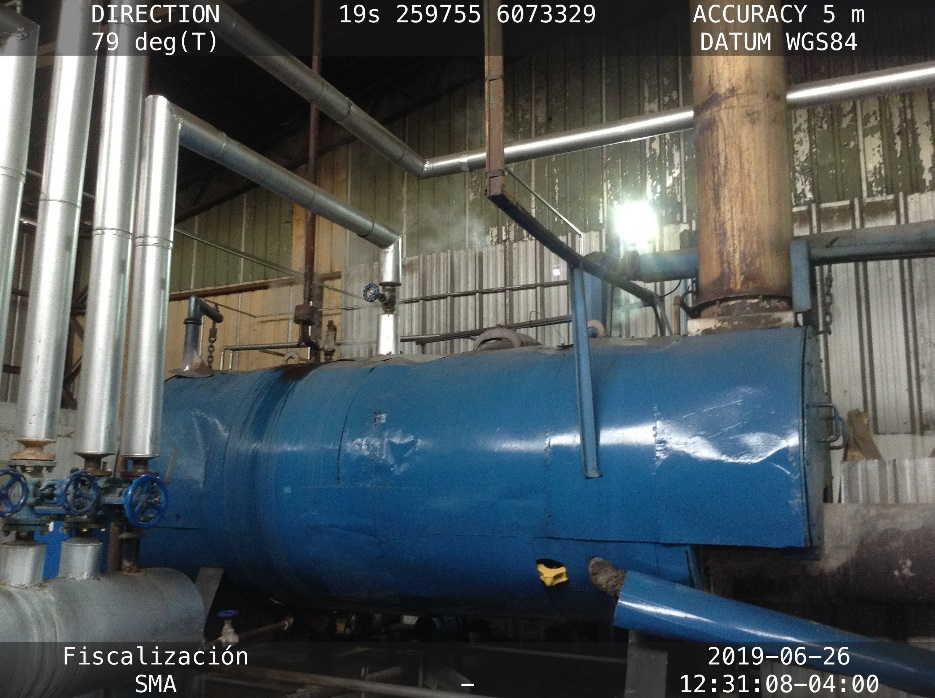 DIRECTION
79 deg(T)
19s 259755 6073329
ACCURACY 5 m
DATUM WGS84
Fiscalización
SMA
2019-06-26
12:31:08-04:00